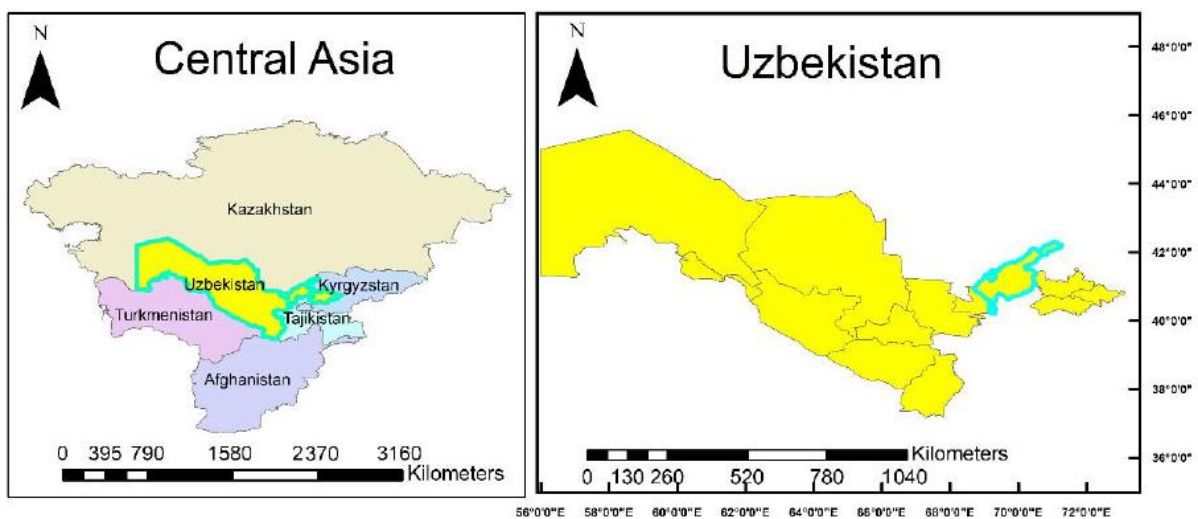 N
Central Asia
Kazakhstan
Uzbekistan
Kyrgyzstan
Turkmenistan
Tajikistan
Afghanistan
0 395 790 1580 2370 3160
Kilometers
N
Uzbekistan
48°0'0"
46°0'0"
44°0'0"
42°0'0"
40°0'0"
38°0'0"
36°0'0"
Kilometers
0 130 260 520 780 1040
56°0'0"E 58°0'0"E 60°0'0"E 62°0'0"E 64°0'0"E 66°0'0"E 68°0'0"E 70°0'0"E 72°0'0"E